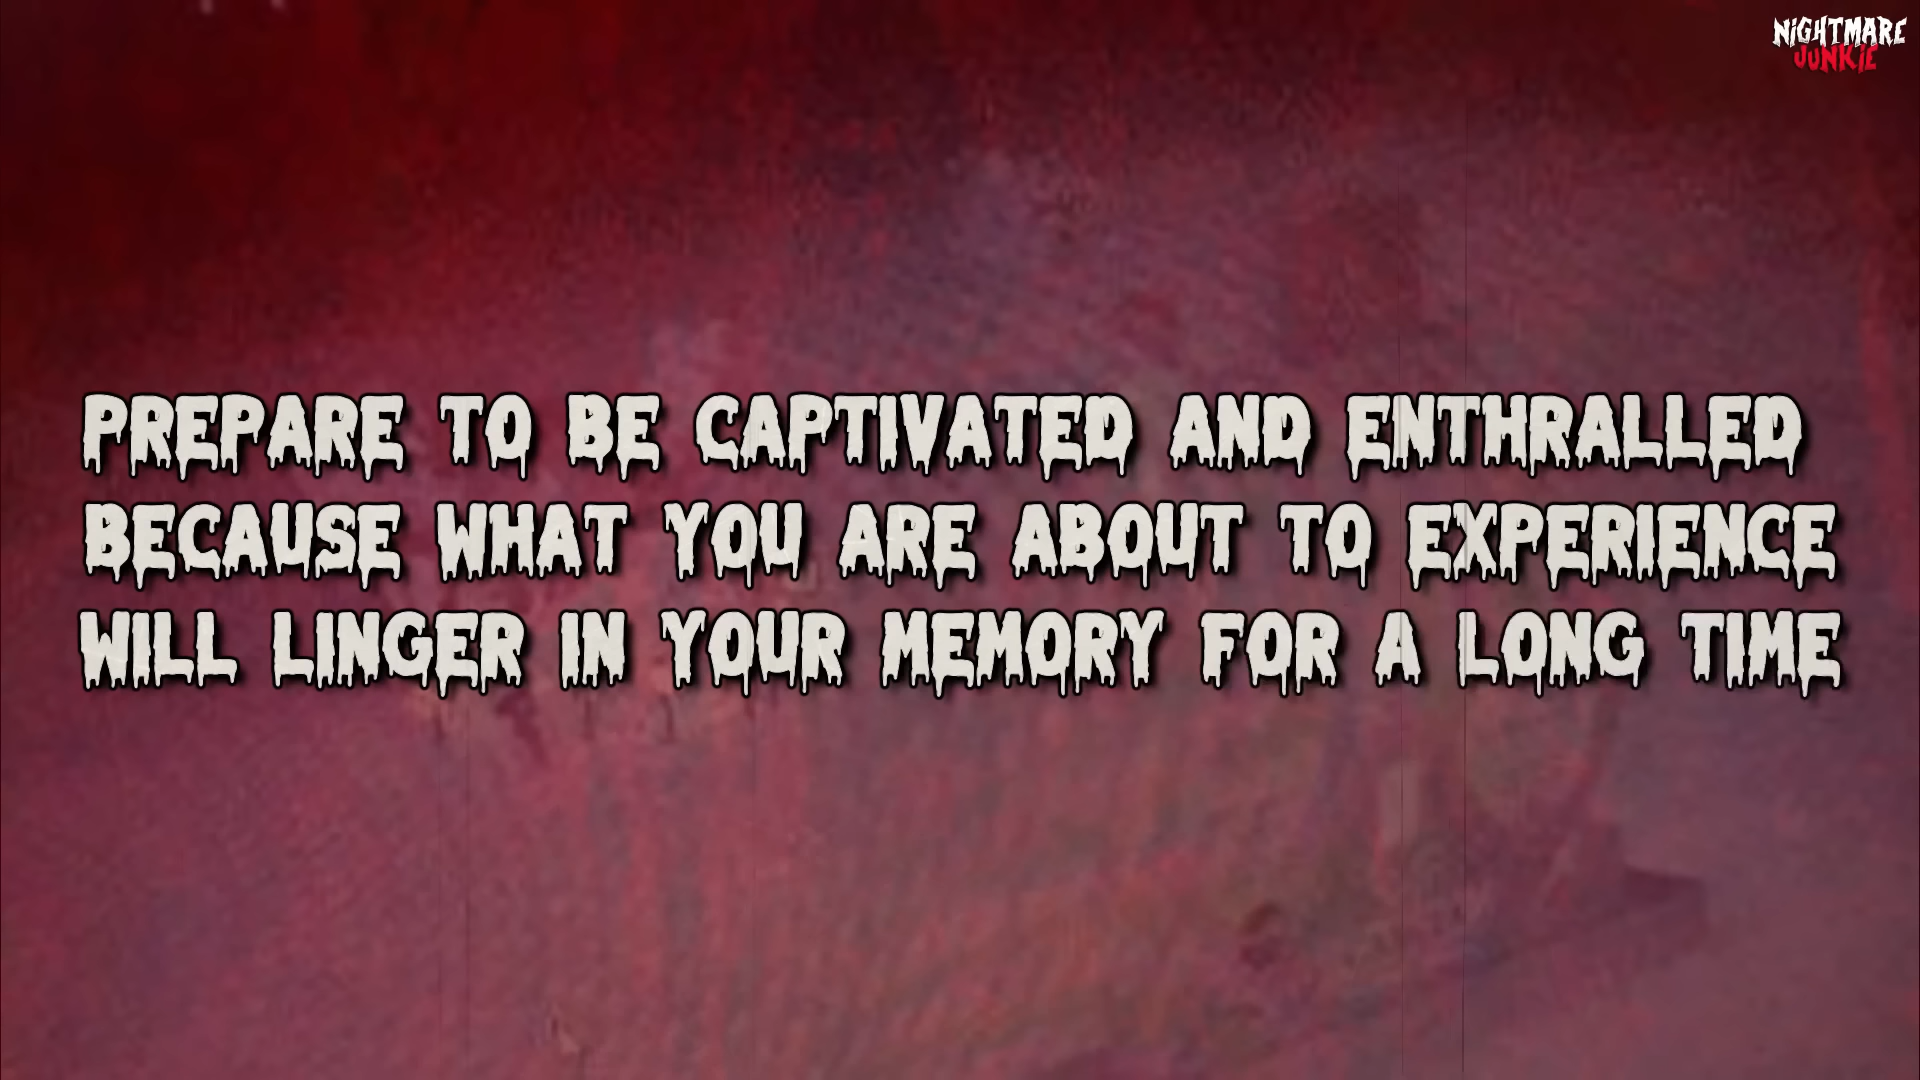 NIGHTMARE
JUNKIE
PREPARE TO BE CAPTIVATED AND ENTHRALLED
BECAUSE WHAT YOU ARE ABOUT TO EXPERIENCE
WILL LINGER IN YOUR MEMORY FOR A LONG TIME